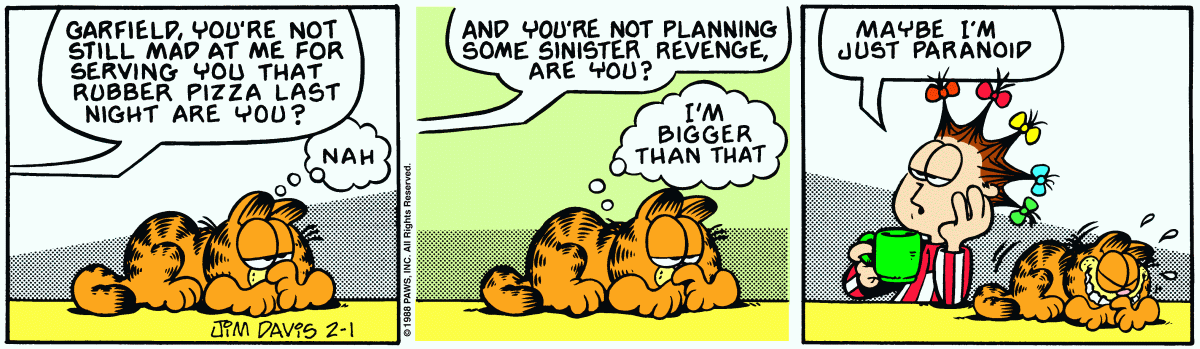 GARFIELD, YOU'RE NOT
STILL MAD AT ME FOR
SERVING YOU THAT
RUBBER PIZZA LAST
NIGHT ARE YOU?
NAH
JIM DAVIS 2-1
© 1988 PAWS, INC. All Rights Reserved.
AND YOU'RE NOT PLANNING
SOME SINISTER REVENGE,
ARE YOU?
I'M
BIGGER
THAN THAT
MAYBE I'M
JUST PARANOID